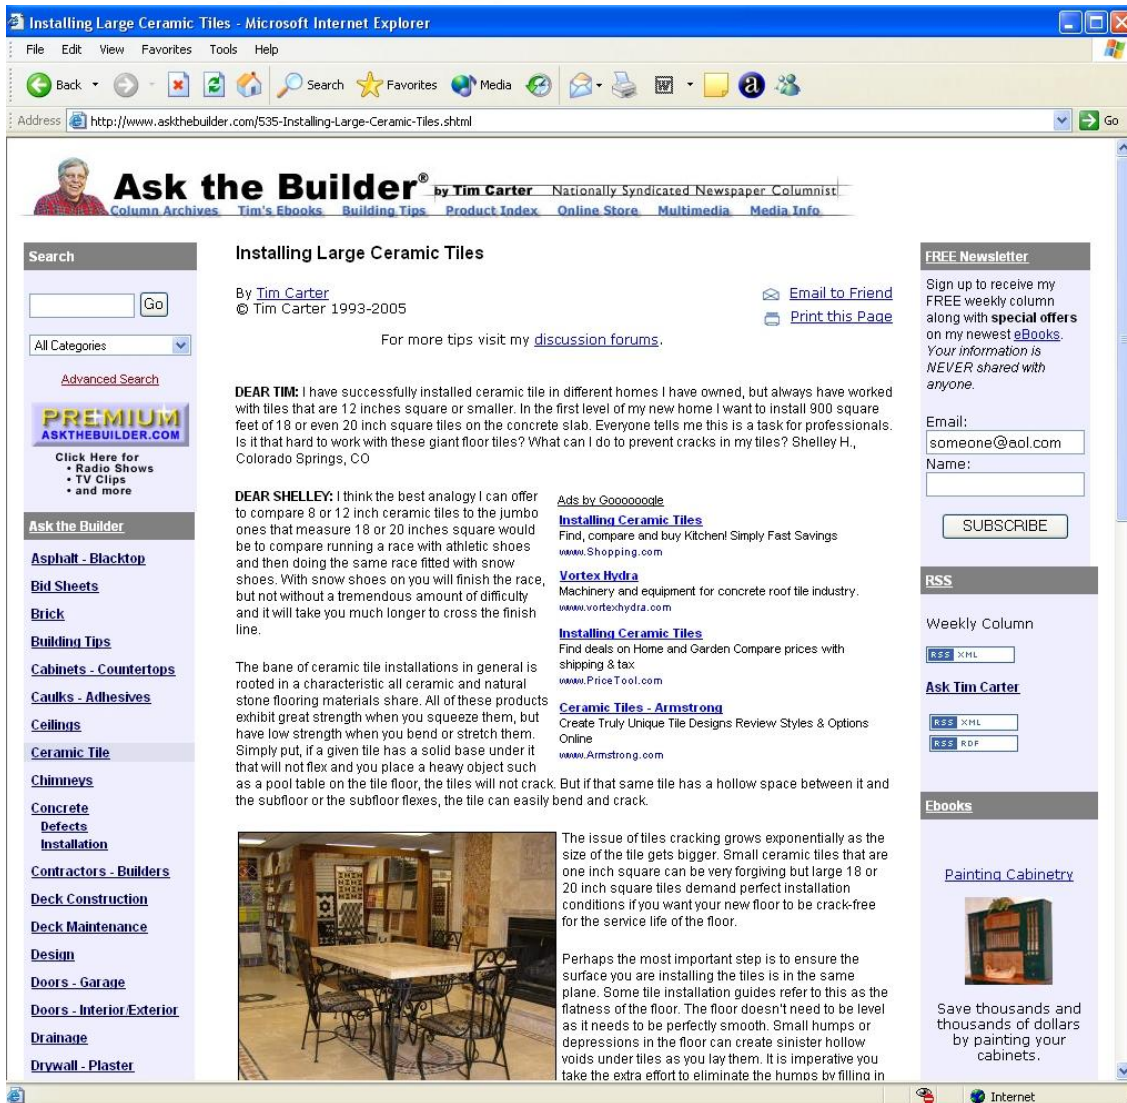 Installing Large Ceramic Tiles - Microsoft Internet Explorer
File Edit View Favorites Tools Help
Back Search Favorites Media
Address http://www.askthebuilder.com/535-Installing-Large-Ceramic-Tiles.shtml Go
Ask the Builder® by Tim Carter Nationally Syndicated Newspaper Columnist
Column Archives Tim's Ebooks Building Tips Product Index Online Store Multimedia Media Info
Search
Go
All Categories
Advanced Search
PREMIUM
ASKTHEBUILDER.COM
Click Here for
• Radio Shows
• TV Clips
• and more
Ask the Builder
Asphalt - Blacktop
Bid Sheets
Brick
Building Tips
Cabinets - Countertops
Caulks - Adhesives
Ceilings
Ceramic Tile
Chimneys
Concrete
Defects
Installation
Contractors - Builders
Deck Construction
Deck Maintenance
Design
Doors - Garage
Doors - Interior/Exterior
Drainage
Drywall - Plaster
Installing Large Ceramic Tiles
By Tim Carter
© Tim Carter 1993-2005
Email to Friend
Print this Page
For more tips visit my discussion forums.
DEAR TIM: I have successfully installed ceramic tile in different homes I have owned, but always have worked
with tiles that are 12 inches square or smaller. In the first level of my new home I want to install 900 square
feet of 18 or even 20 inch square tiles on the concrete slab. Everyone tells me this is a task for professionals.
Is it that hard to work with these giant floor tiles? What can I do to prevent cracks in my tiles? Shelley H.,
Colorado Springs, CO
DEAR SHELLEY: I think the best analogy I can offer
to compare 8 or 12 inch ceramic tiles to the jumbo
ones that measure 18 or 20 inches square would
be to compare running a race with athletic shoes
and then doing the same race fitted with snow
shoes. With snow shoes on you will finish the race,
but not without a tremendous amount of difficulty
and it will take you much longer to cross the finish
line.
The bane of ceramic tile installations in general is
rooted in a characteristic all ceramic and natural
stone flooring materials share. All of these products
exhibit great strength when you squeeze them, but
have low strength when you bend or stretch them.
Simply put, if a given tile has a solid base under it
that will not flex and you place a heavy object such
as a pool table on the tile floor, the tiles will not crack. But if that same tile has a hollow space between it and
the subfloor or the subfloor flexes, the tile can easily bend and crack.
Ads by Goooooogle
Installing Ceramic Tiles
Find, compare and buy Kitchen! Simply Fast Savings
www.Shopping.com
Vortex Hydra
Machinery and equipment for concrete roof tile industry.
www.vortexhydra.com
Installing Ceramic Tiles
Find deals on Home and Garden Compare prices with
shipping & tax
www.PriceTool.com
Ceramic Tiles - Armstrong
Create Truly Unique Tile Designs Review Styles & Options
Online
www.Armstrong.com
The issue of tiles cracking grows exponentially as the
size of the tile gets bigger. Small ceramic tiles that are
one inch square can be very forgiving but large 18 or
20 inch square tiles demand perfect installation
conditions if you want your new floor to be crack-free
for the service life of the floor.
Perhaps the most important step is to ensure the
surface you are installing the tiles is in the same
plane. Some tile installation guides refer to this as the
flatness of the floor. The floor doesn't need to be level
as it needs to be perfectly smooth. Small humps or
depressions in the floor can create sinister hollow
voids under tiles as you lay them. It is imperative you
take the extra effort to eliminate the humps by filling in
FREE Newsletter
Sign up to receive my
FREE weekly column
along with special offers
on my newest eBooks.
Your information is
NEVER shared with
anyone.
Email:
someone@aol.com
Name:
SUBSCRIBE
RSS
Weekly Column
RSS XML
Ask Tim Carter
RSS XML
RSS RDF
Ebooks
Painting Cabinetry
Save thousands and
thousands of dollars
by painting your
cabinets.
Internet